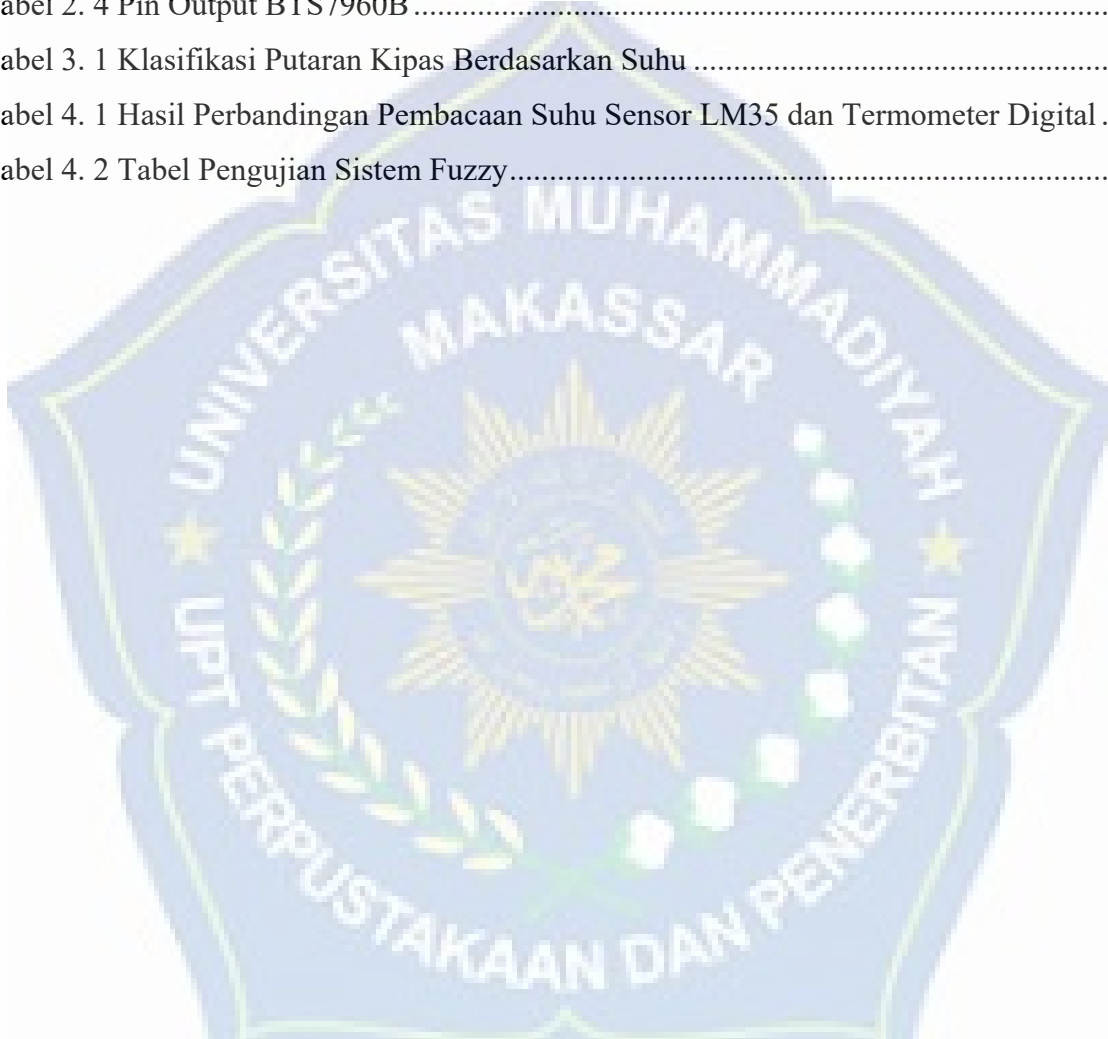 abel 2. 4 Pin Output BTS7960B....................................................................................
abel 3. 1 Klasifikasi Putaran Kipas Berdasarkan Suhu ....................................................
abel 4. 1 Hasil Perbandingan Pembacaan Suhu Sensor LM35 dan Termometer Digital .
abel 4. 2 Tabel Pengujian Sistem Fuzzy..........................................................................
UNIVERSITAS MUHAMMADIYAH
MAKASSAR
UPT PERPUSTAKAAN DAN PENERBITAN